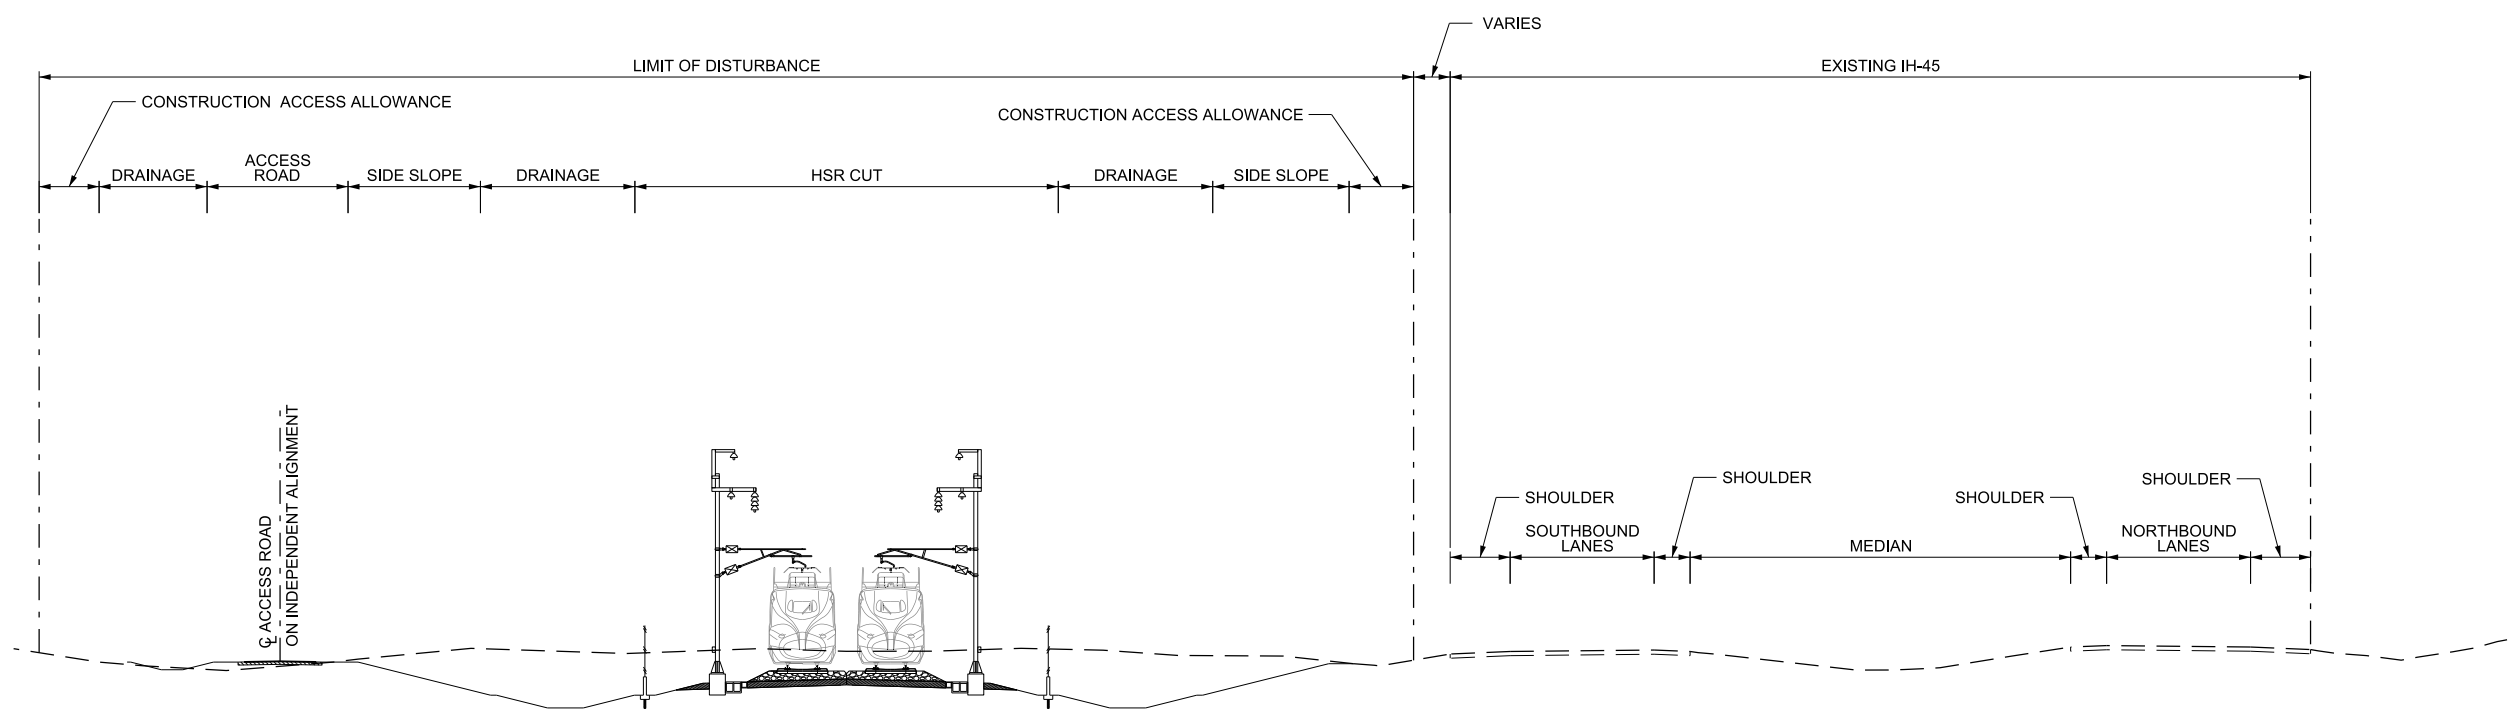 VARIES
LIMIT OF DISTURBANCE
EXISTING IH-45
CONSTRUCTION ACCESS ALLOWANCE
CONSTRUCTION ACCESS ALLOWANCE
DRAINAGE
ACCESS
ROAD
SIDE SLOPE
DRAINAGE
HSR CUT
DRAINAGE
SIDE SLOPE
℄ ACCESS ROAD
ON INDEPENDENT ALIGNMENT
SHOULDER
SOUTHBOUND
LANES
SHOULDER
MEDIAN
SHOULDER
NORTHBOUND
LANES
SHOULDER